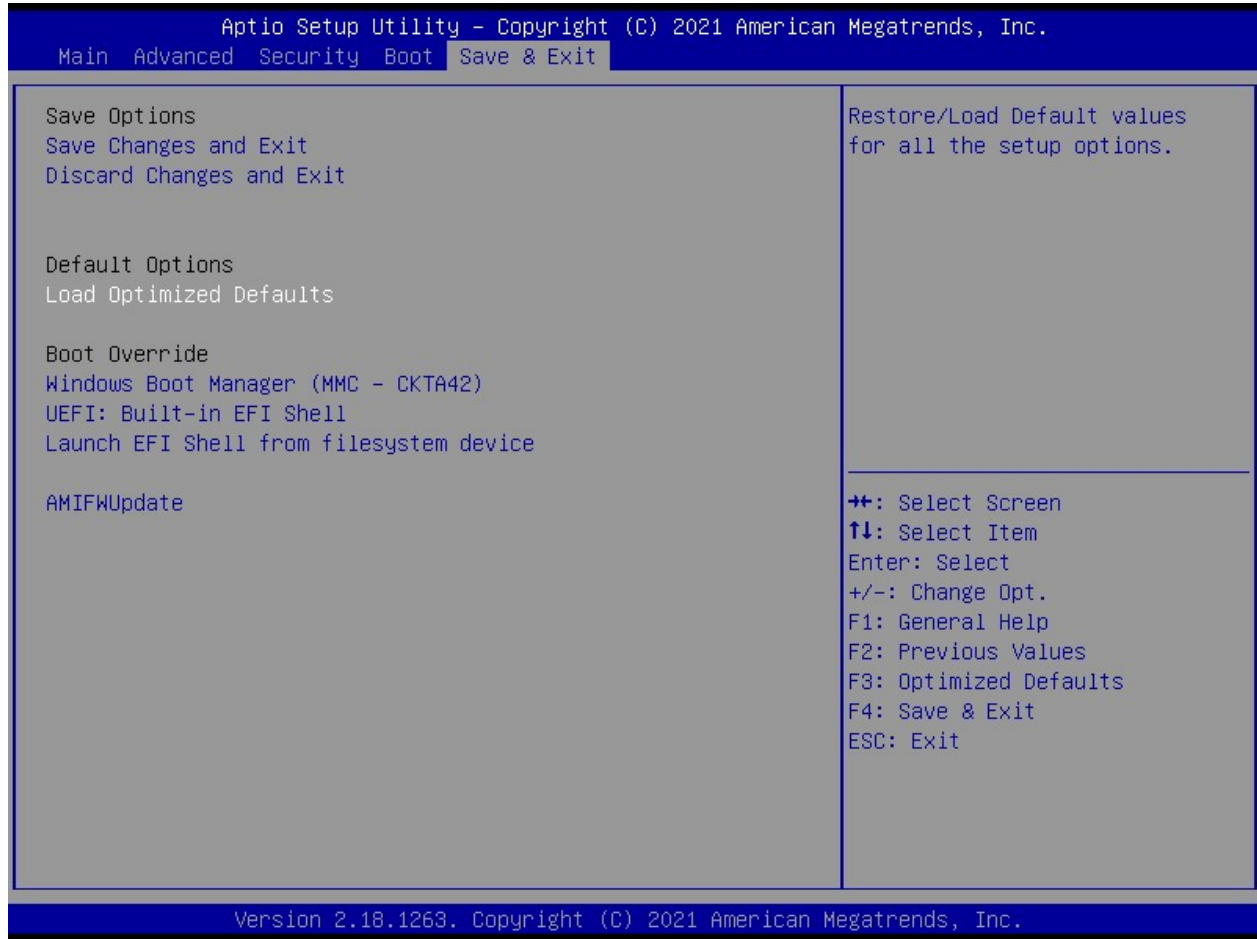 Aptio Setup Utility – Copyright (C) 2021 American Megatrends, Inc.
Main Advanced Security Boot Save & Exit
Save Options
Save Changes and Exit
Discard Changes and Exit
Default Options
Load Optimized Defaults
Boot Override
Windows Boot Manager (MMC – CKTA42)
UEFI: Built-in EFI Shell
Launch EFI Shell from filesystem device
AMIFWUpdate
Restore/Load Default values
for all the setup options.
→←: Select Screen
↑↓: Select Item
Enter: Select
+/-: Change Opt.
F1: General Help
F2: Previous Values
F3: Optimized Defaults
F4: Save & Exit
ESC: Exit
Version 2.18.1263. Copyright (C) 2021 American Megatrends, Inc.